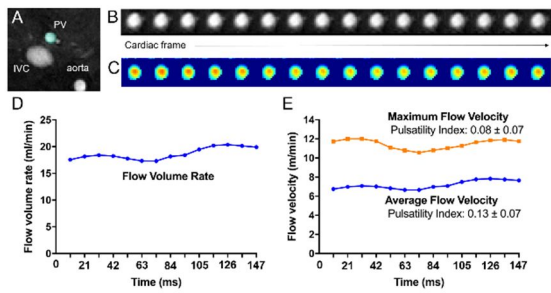 A
PV
IVC
aorta
B
Cardiac frame
C
D
Flow volume rate (ml/min)
25
20
15
10
5
0
Flow Volume Rate
21 42 63 84 105 126 147
Time (ms)
E
Flow velocity (m/min)
14
12
10
8
6
4
2
0
Maximum Flow Velocity
Pulsatility Index: 0.08 ± 0.07
Average Flow Velocity
Pulsatility Index: 0.13 ± 0.07
21 42 63 84 105 126 147
Time (ms)